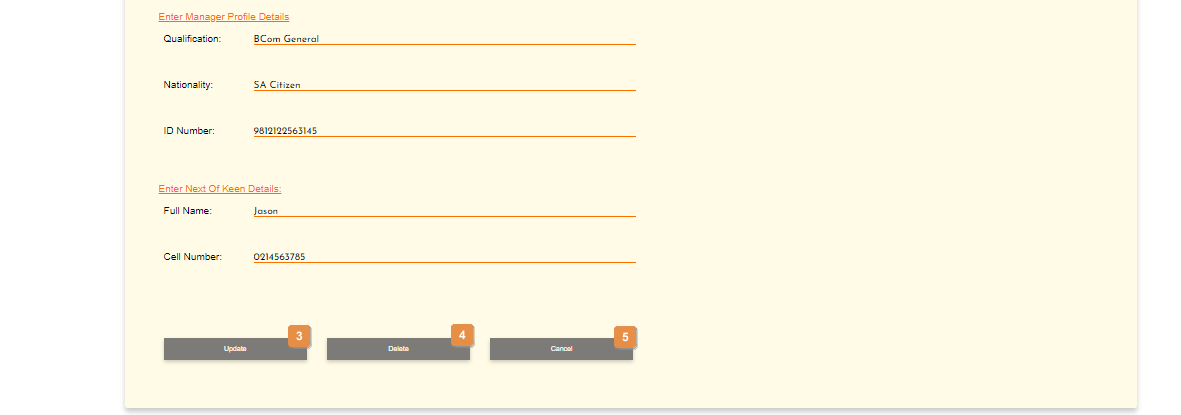 Enter Manager Profile Details
Qualification: BCom General
Nationality: SA Citizen
ID Number: 9812122563145
Enter Next Of Keen Details:
Full Name: Jason
Cell Number: 0214563785
3 4 5
Update Delete Cancel